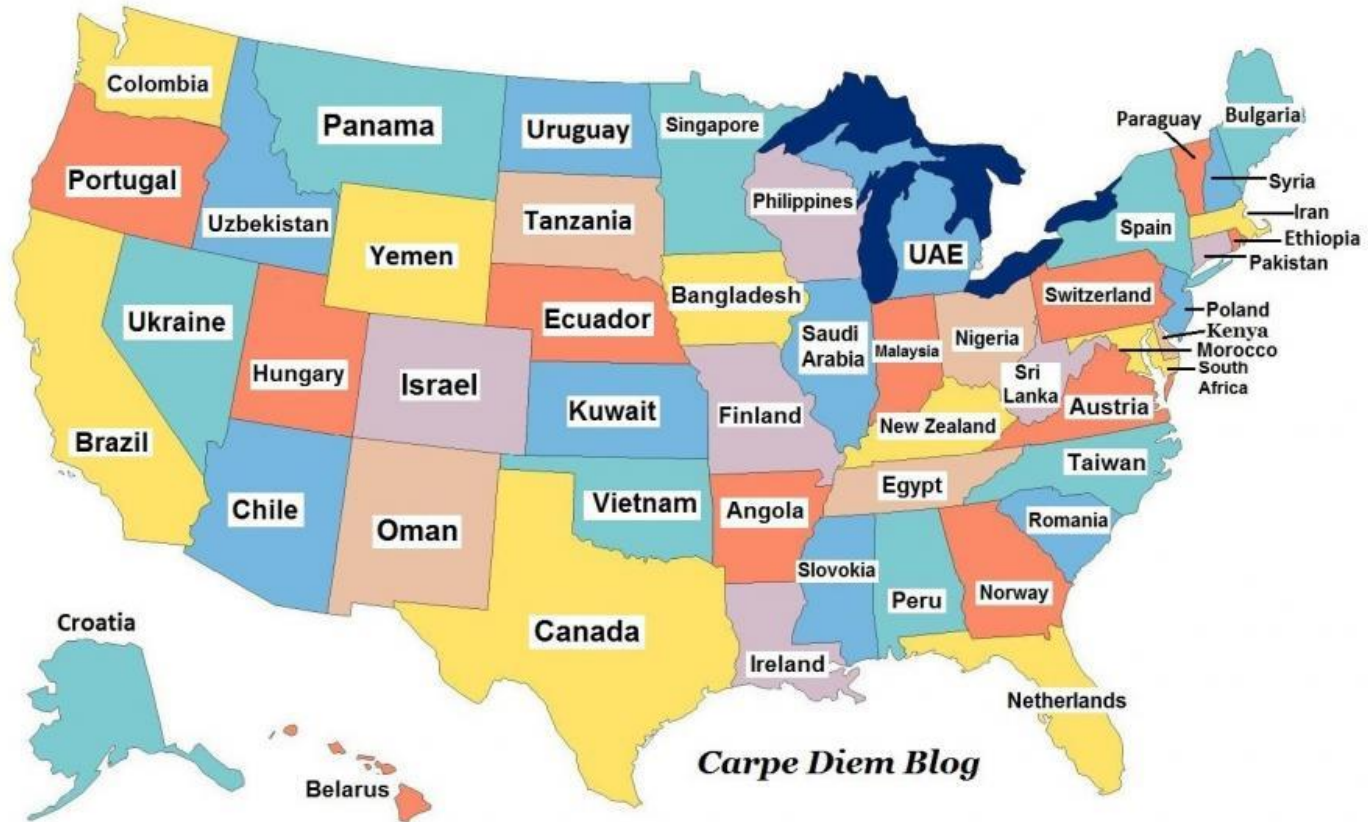 Colombia
Portugal
Panama
Uruguay
Singapore
Paraguay
Bulgaria
Uzbekistan
Yemen
Tanzania
Philippines
UAE
Spain
Syria
Iran
Ethiopia
Pakistan
Ukraine
Ecuador
Bangladesh
Switzerland
Poland
Kenya
Morocco
South
Africa
Hungary
Israel
Kuwait
Saudi
Arabia
Malaysia
Nigeria
Sri
Lanka
Austria
Brazil
Finland
New Zealand
Taiwan
Chile
Oman
Vietnam
Angola
Egypt
Romania
Canada
Slovokia
Peru
Norway
Ireland
Netherlands
Croatia
Belarus
Carpe Diem Blog